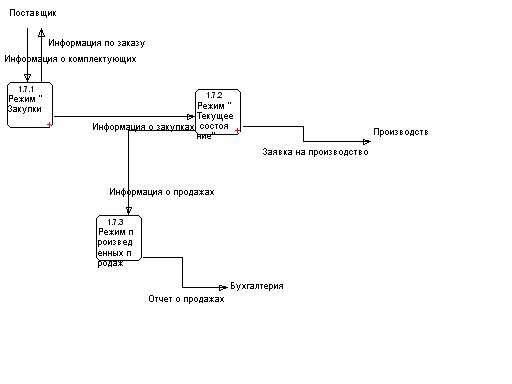 Поставщик
Информация по заказу
Информация о комплектующих
1.7.1
Режим "
Закупки
1.7.2
Режим "
Текущее
состоя
ние"
Информация о закупках
Производств
Заявка на производство
Информация о продажах
1.7.3
Режим п
роизвед
енных п
родаж
Бухгалтерия
Отчет о продажах